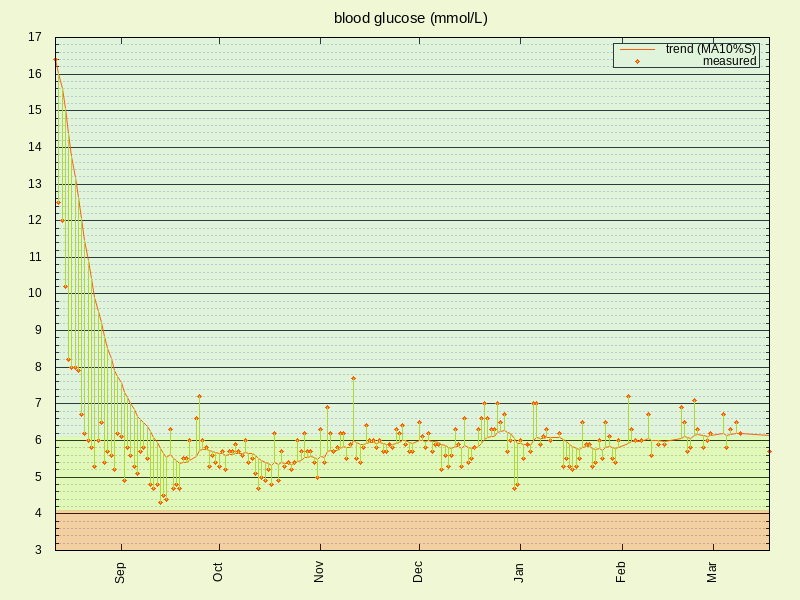 blood glucose (mmol/L)
trend (MA10%S)
measured
17
16
15
14
13
12
11
10
9
8
7
6
5
4
3
Sep
Oct
Nov
Dec
Jan
Feb
Mar